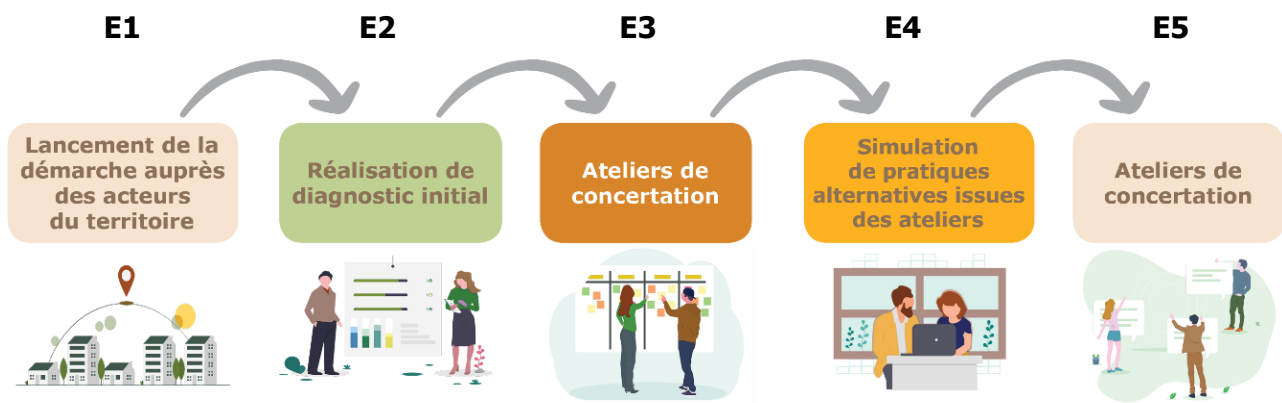 E1
E2
E3
E4
E5
Lancement de la
démarche auprès
des acteurs
du territoire
Réalisation de
diagnostic initial
Ateliers de
concertation
Simulation
de pratiques
alternatives issues
des ateliers
Ateliers de
concertation